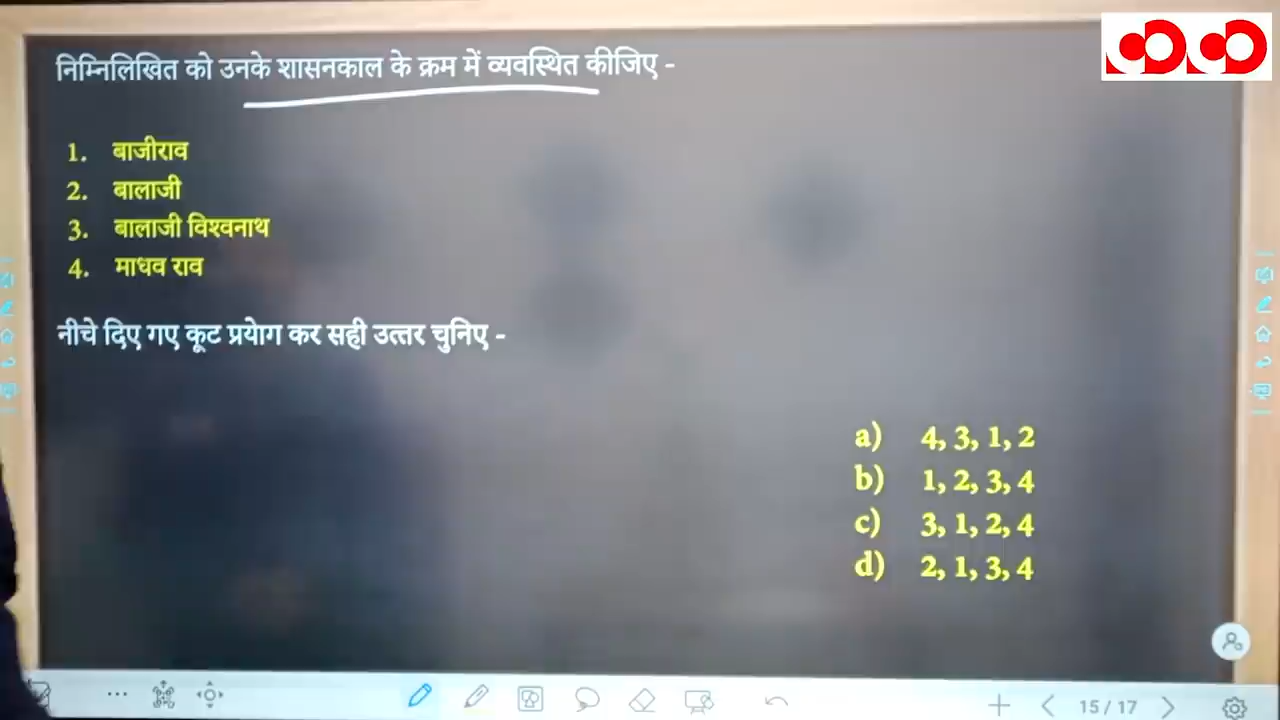 निम्निलिखित को उनके शासनकाल के क्रम में व्यवस्थित कीजिए -
1. बाजीराव
2. बालाजी
3. बालाजी विश्वनाथ
4. माधव राव
नीचे दिए गए कूट प्रयोग कर सही उत्तर चुनिए -
a) 4, 3, 1, 2
b) 1, 2, 3, 4
c) 3, 1, 2, 4
d) 2, 1, 3, 4
15 / 17